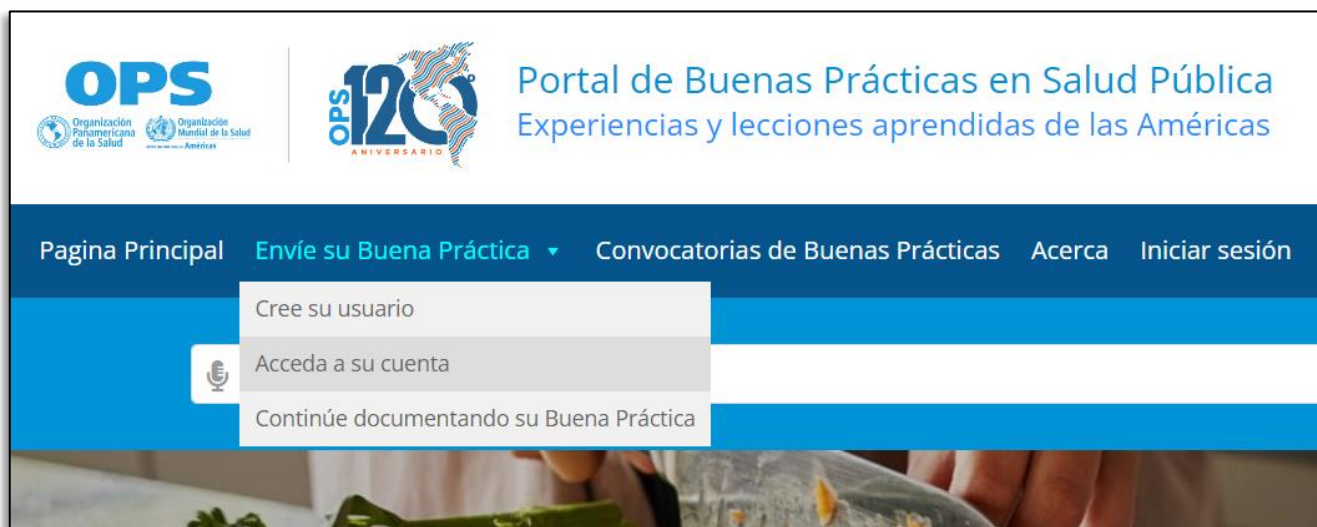 OPS
Organización
Panamericana
de la Salud
Organización
Mundial de la Salud
Américas
OPS
120
ANIVERSARIO
Portal de Buenas Prácticas en Salud Pública
Experiencias y lecciones aprendidas de las Américas
Pagina Principal Envíe su Buena Práctica Convocatorias de Buenas Prácticas Acerca Iniciar sesión
Cree su usuario
Acceda a su cuenta
Continúe documentando su Buena Práctica